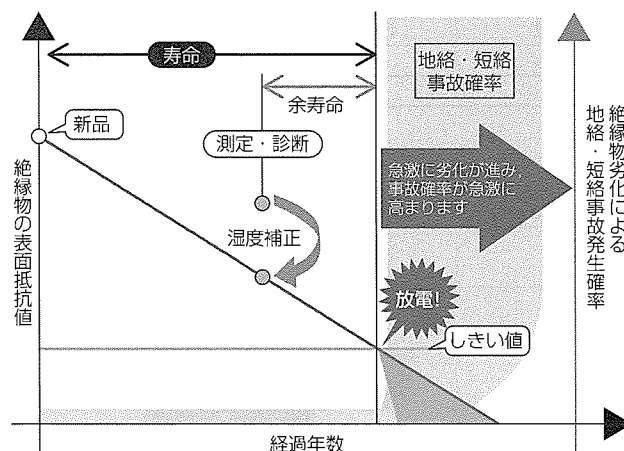 寿命
地絡・短絡
事故確率
余寿命
新品
測定・診断
急激に劣化が進み,
事故確率が急激に
高まります
湿度補正
放電!
しきい値
絶縁物の表面抵抗値
絶縁物劣化による
地絡・短絡事故発生確率
経過年数